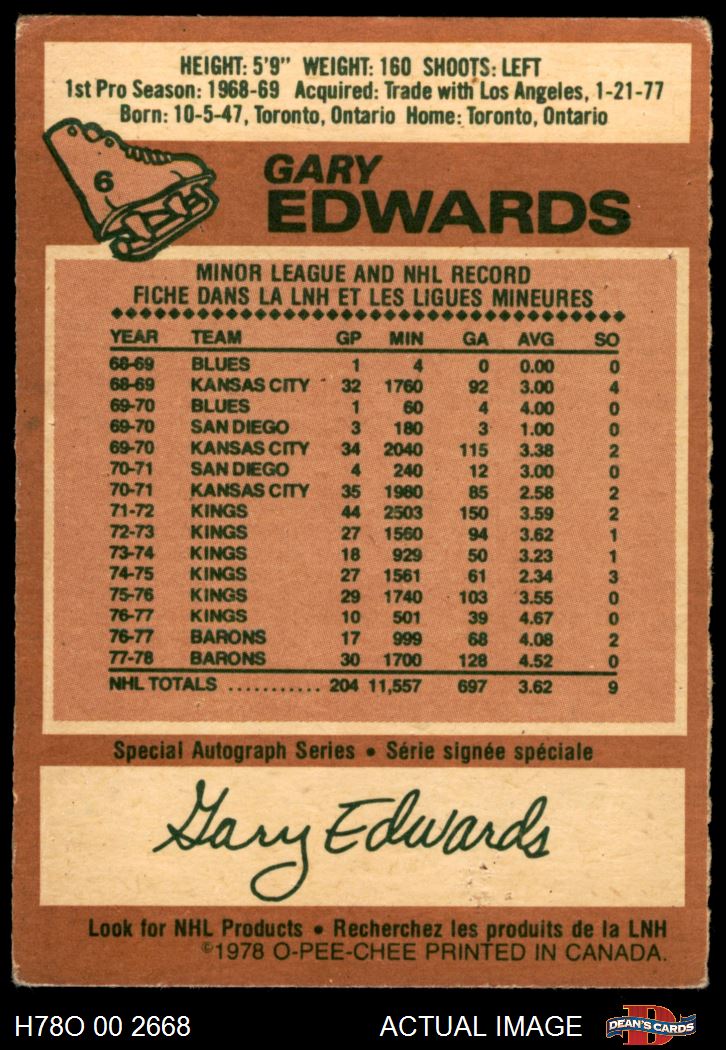 HEIGHT: 5'9" WEIGHT: 160 SHOOTS: LEFT
1st Pro Season: 1968-69 Acquired: Trade with Los Angeles, 1-21-77
Born: 10-5-47, Toronto, Ontario Home: Toronto, Ontario
6
GARY
EDWARDS
MINOR LEAGUE AND NHL RECORD
FICHE DANS LA LNH ET LES LIGUES MINEURES
YEAR TEAM GP MIN GA AVG SO
68-69 BLUES 1 4 0 0.00 0
68-69 KANSAS CITY 32 1760 92 3.00 4
69-70 BLUES 1 60 4 4.00 0
69-70 SAN DIEGO 3 180 3 1.00 0
69-70 KANSAS CITY 34 2040 115 3.38 2
70-71 SAN DIEGO 4 240 12 3.00 0
70-71 KANSAS CITY 35 1980 85 2.58 2
71-72 KINGS 44 2503 150 3.59 2
72-73 KINGS 27 1560 94 3.62 1
73-74 KINGS 18 929 50 3.23 1
74-75 KINGS 27 1561 61 2.34 3
75-76 KINGS 29 1740 103 3.55 0
76-77 KINGS 10 501 39 4.67 0
76-77 BARONS 17 999 68 4.08 2
77-78 BARONS 30 1700 128 4.52 0
NHL TOTALS ........... 204 11,557 697 3.62 9
Special Autograph Series • Série signée spéciale
Gary Edwards
Look for NHL Products • Recherchez les produits de la LNH
©1978 O-PEE-CHEE PRINTED IN CANADA.
H78O 00 2668 ACTUAL IMAGE D DEAN'S CARDS